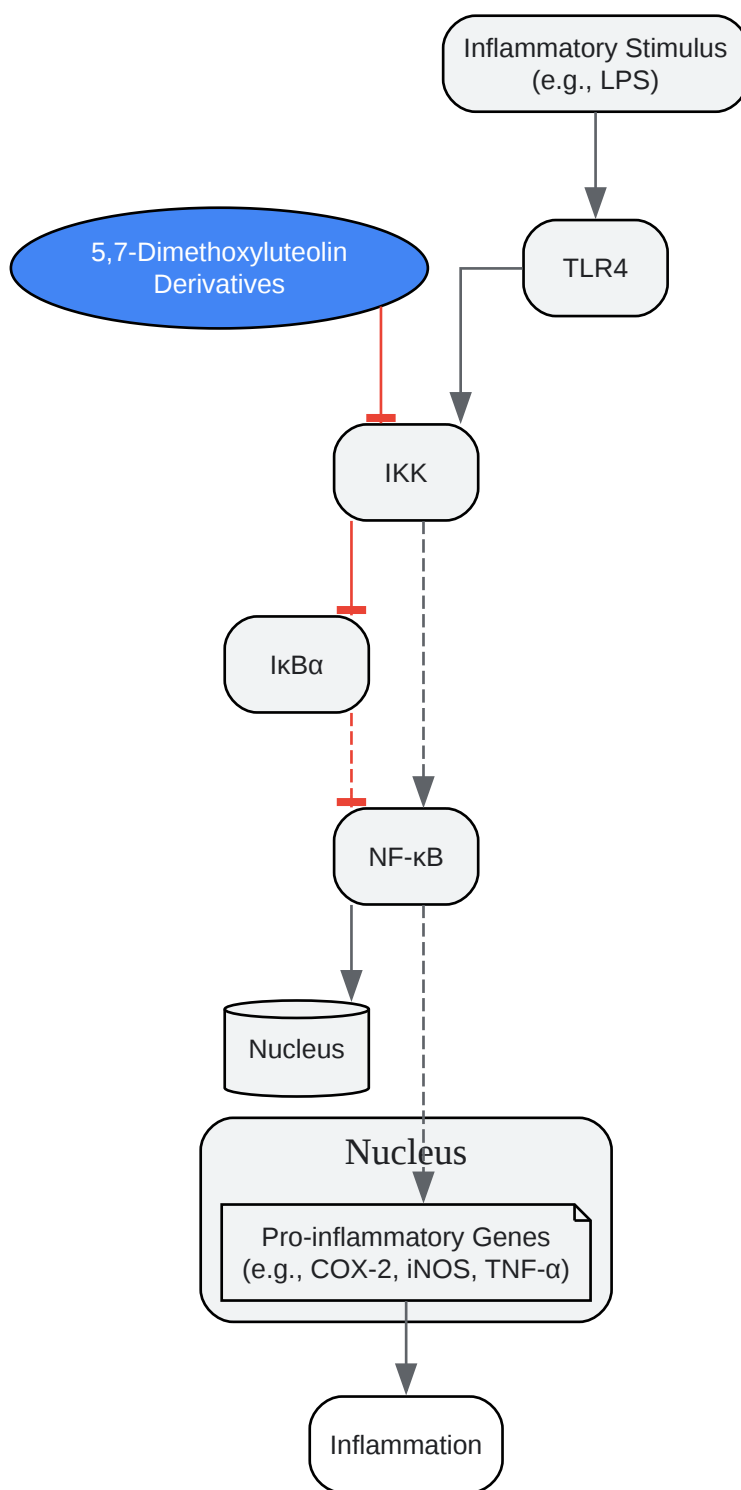 Inflammatory Stimulus
(e.g., LPS)
5,7-Dimethoxyluteolin
Derivatives
TLR4
IKK
IκBα
NF-κB
Nucleus
Nucleus
Pro-inflammatory Genes
(e.g., COX-2, iNOS, TNF-α)
Inflammation